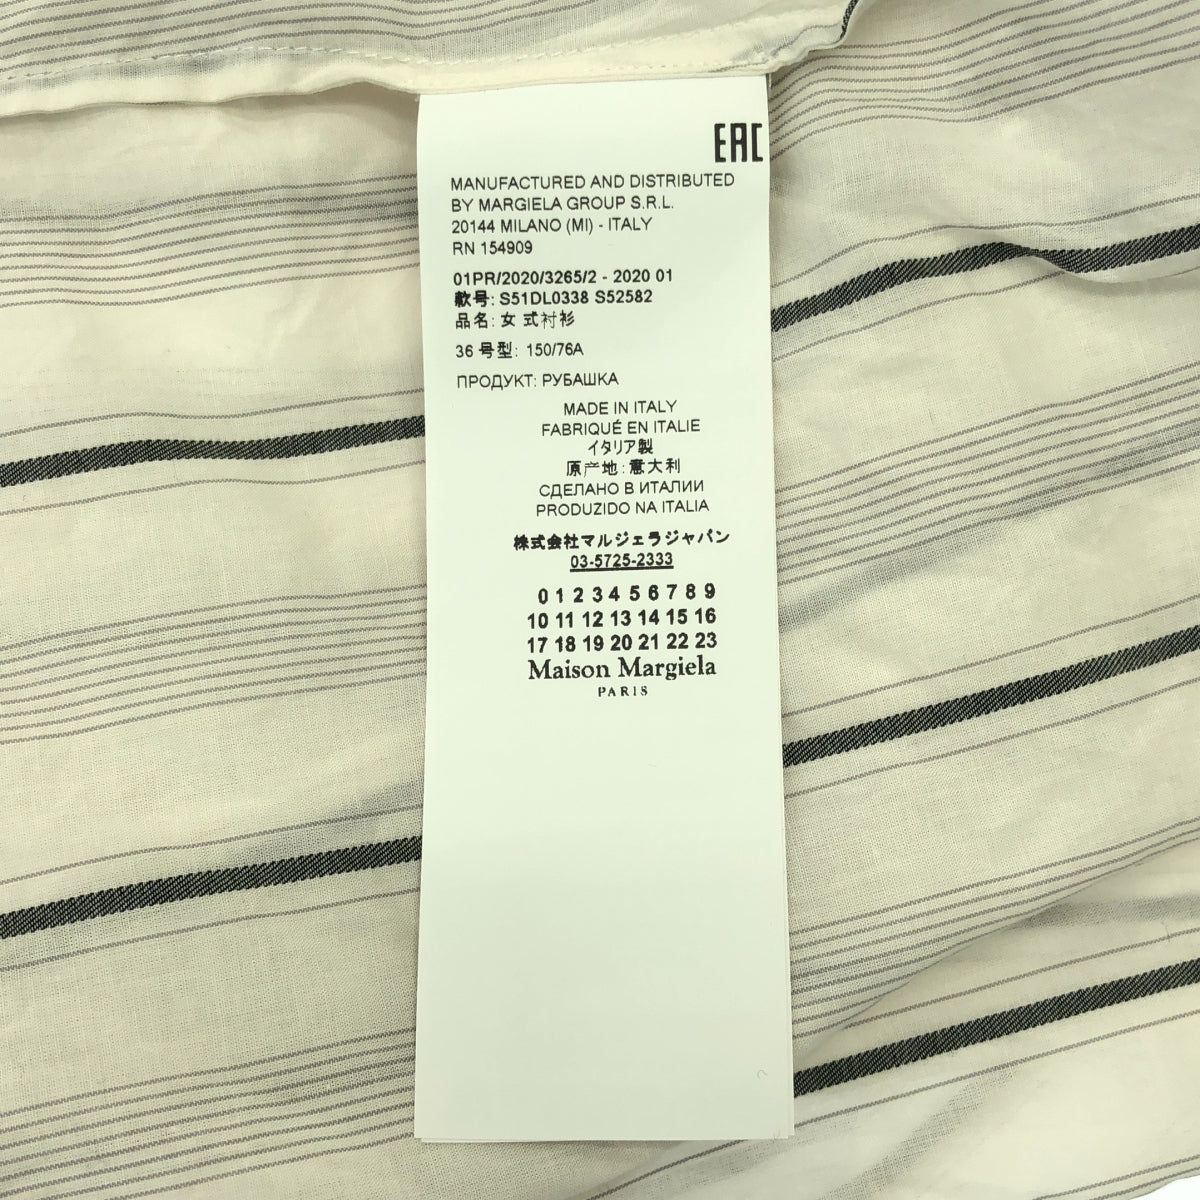 EAC
MANUFACTURED AND DISTRIBUTED
BY MARGIELA GROUP S.R.L.
20144 MILANO (MI) - ITALY
RN 154909
01PR/2020/3265/2 - 2020 01
款号: S51DL0338 S52582
品名: 女 式衬衫
36 号型: 150/76A
ПРОДУКТ: РУБАШКА
MADE IN ITALY
FABRIQUÉ EN ITALIE
イタリア製
原产地: 意大利
СДЕЛАНО В ИТАЛИИ
PRODUZIDO NA ITALIA
株式会社マルジェラジャパン
03-5725-2333
0 1 2 3 4 5 6 7 8 9
10 11 12 13 14 15 16
17 18 19 20 21 22 23
Maison Margiela
PARIS